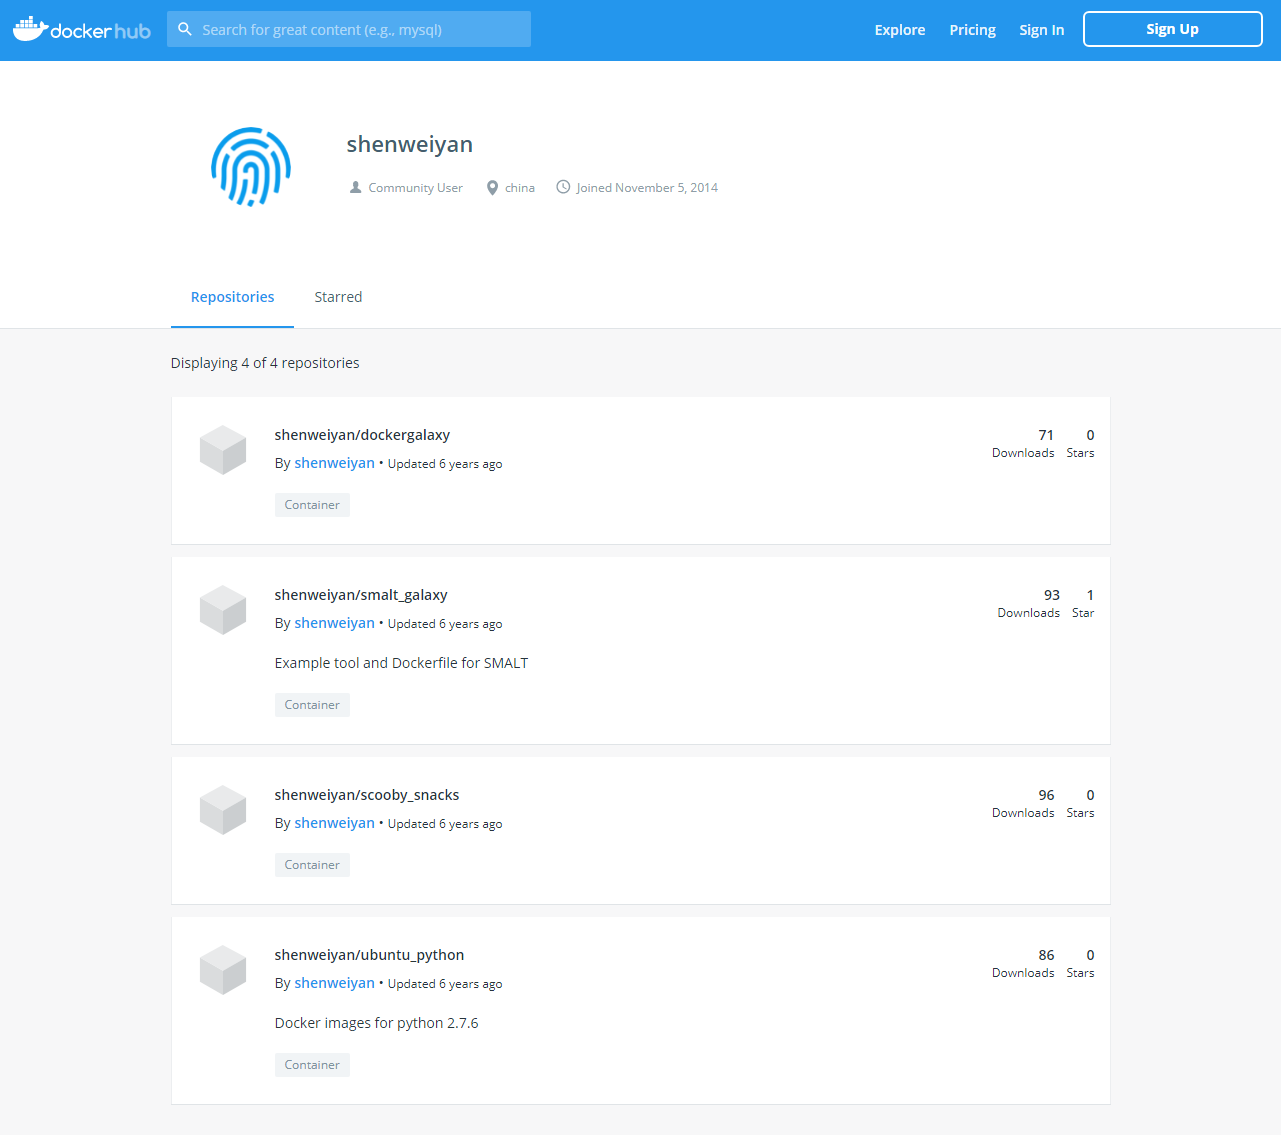 docker hub
Search for great content (e.g., mysql)
Explore
Pricing
Sign In
Sign Up
shenweiyan
Community User
china
Joined November 5, 2014
Repositories
Starred
Displaying 4 of 4 repositories
shenweiyan/dockergalaxy
By shenweiyan • Updated 6 years ago
Container
71
Downloads
0
Stars
shenweiyan/smalt_galaxy
By shenweiyan • Updated 6 years ago
Example tool and Dockerfile for SMALT
Container
93
Downloads
1
Star
shenweiyan/scooby_snacks
By shenweiyan • Updated 6 years ago
Container
96
Downloads
0
Stars
shenweiyan/ubuntu_python
By shenweiyan • Updated 6 years ago
Docker images for python 2.7.6
Container
86
Downloads
0
Stars